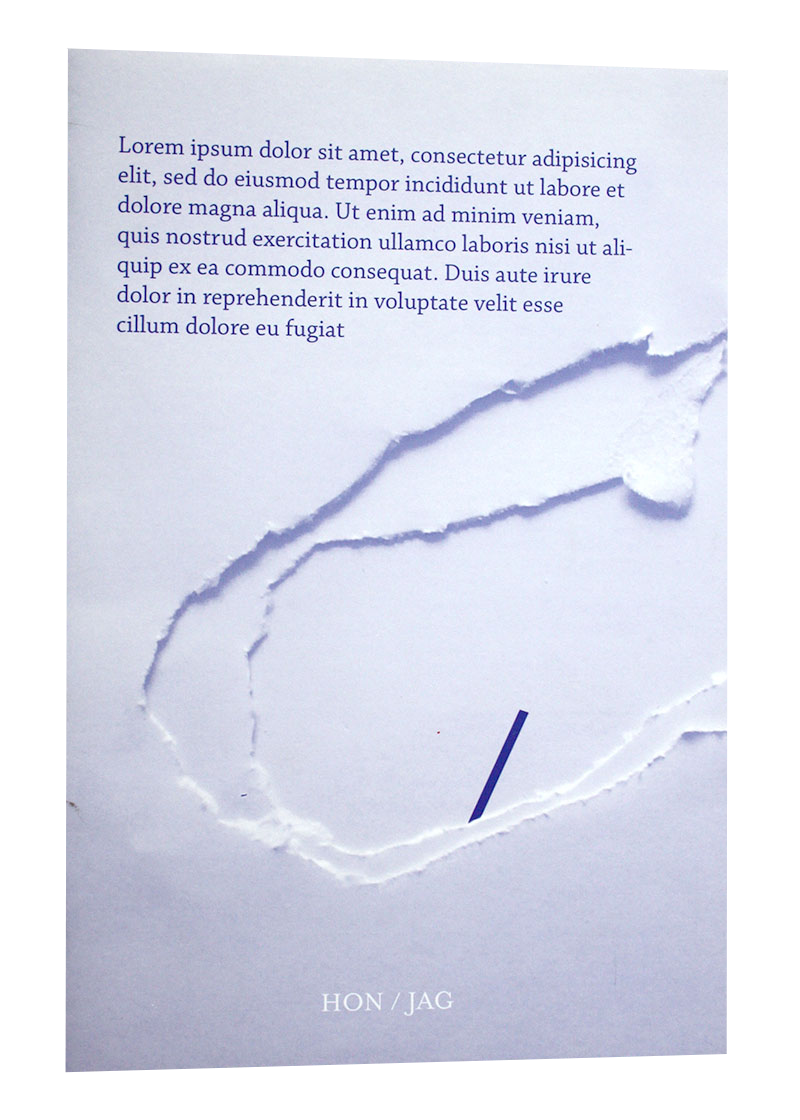 Lorem ipsum dolor sit amet, consectetur adipisicing
elit, sed do eiusmod tempor incididunt ut labore et
dolore magna aliqua. Ut enim ad minim veniam,
quis nostrud exercitation ullamco laboris nisi ut ali-
quip ex ea commodo consequat. Duis aute irure
dolor in reprehenderit in voluptate velit esse
cillum dolore eu fugiat
HON / JAG